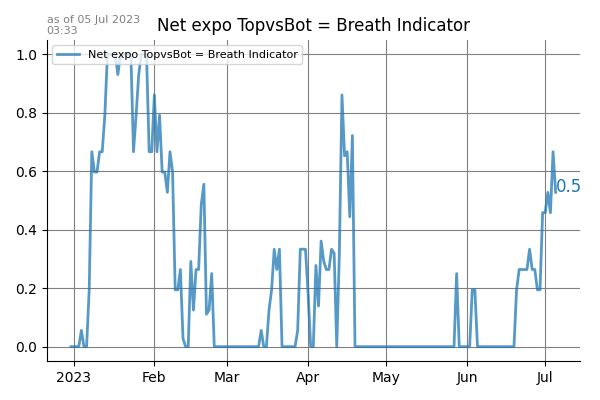 as of 05 Jul 2023
03:33
Net expo TopvsBot = Breath Indicator
Net expo TopvsBot = Breath Indicator
1.0
0.8
0.6
0.4
0.2
0.0
0.5
2023 Feb Mar Apr May Jun Jul